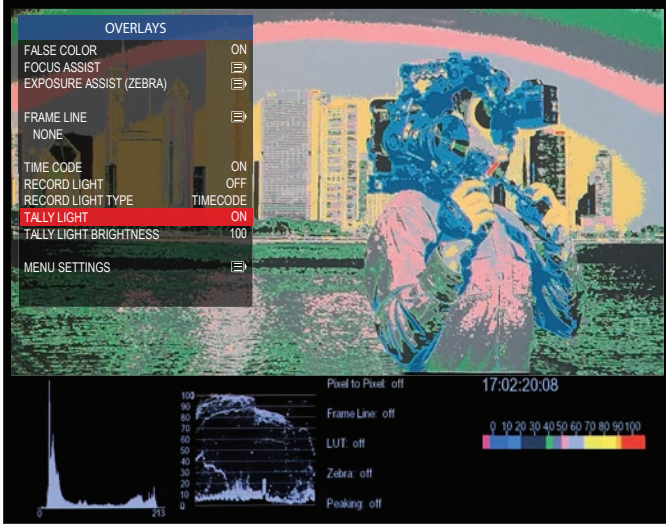 OVERLAYS
FALSE COLOR ON
FOCUS ASSIST
EXPOSURE ASSIST (ZEBRA)
FRAME LINE
NONE
TIME CODE ON
RECORD LIGHT OFF
RECORD LIGHT TYPE TIMECODE
TALLY LIGHT ON
TALLY LIGHT BRIGHTNESS 100
MENU SETTINGS
Pixel to Pixel: off
Frame Line: off
LUT: off
Zebra: off
Peaking: off
17:02:20:08
0 10 20 30 40 50 60 70 80 90 100
100
90
80
70
60
50
40
30
20
10
0
0 213